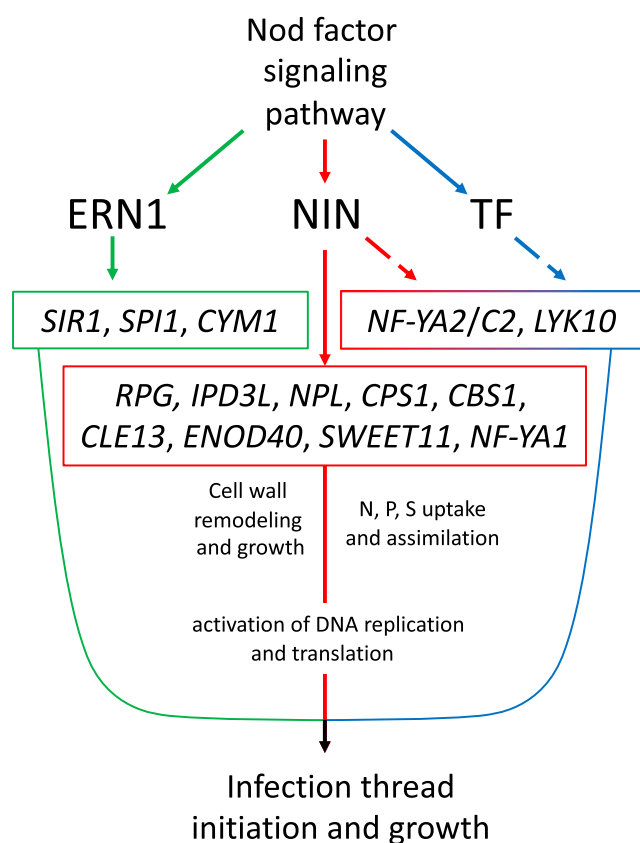 Nod factor
signaling
pathway
ERN1
NIN
TF
SIR1, SPI1, CYM1
NF-YA2/C2, LYK10
RPG, IPD3L, NPL, CPS1, CBS1,
CLE13, ENOD40, SWEET11, NF-YA1
Cell wall
remodeling
and growth
N, P, S uptake
and assimilation
activation of DNA replication
and translation
Infection thread
initiation and growth